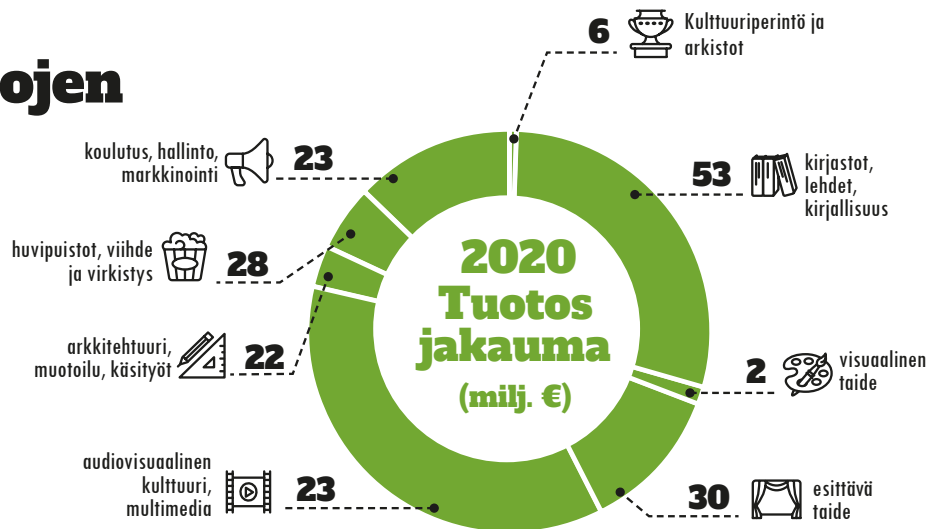 ojen
6
Kulttuuriperintö ja
arkistot
koulutus, hallinto,
markkinointi
23
53
kirjastot,
lehdet,
kirjallisuus
huvipuistot, viihde
ja virkistys
28
2020
Tuotos
jakauma
(milj. €)
arkkitehtuuri,
muotoilu, käsityöt
22
2
visuaalinen
taide
audiovisuaalinen
kulttuuri,
multimedia
23
30
esittävä
taide